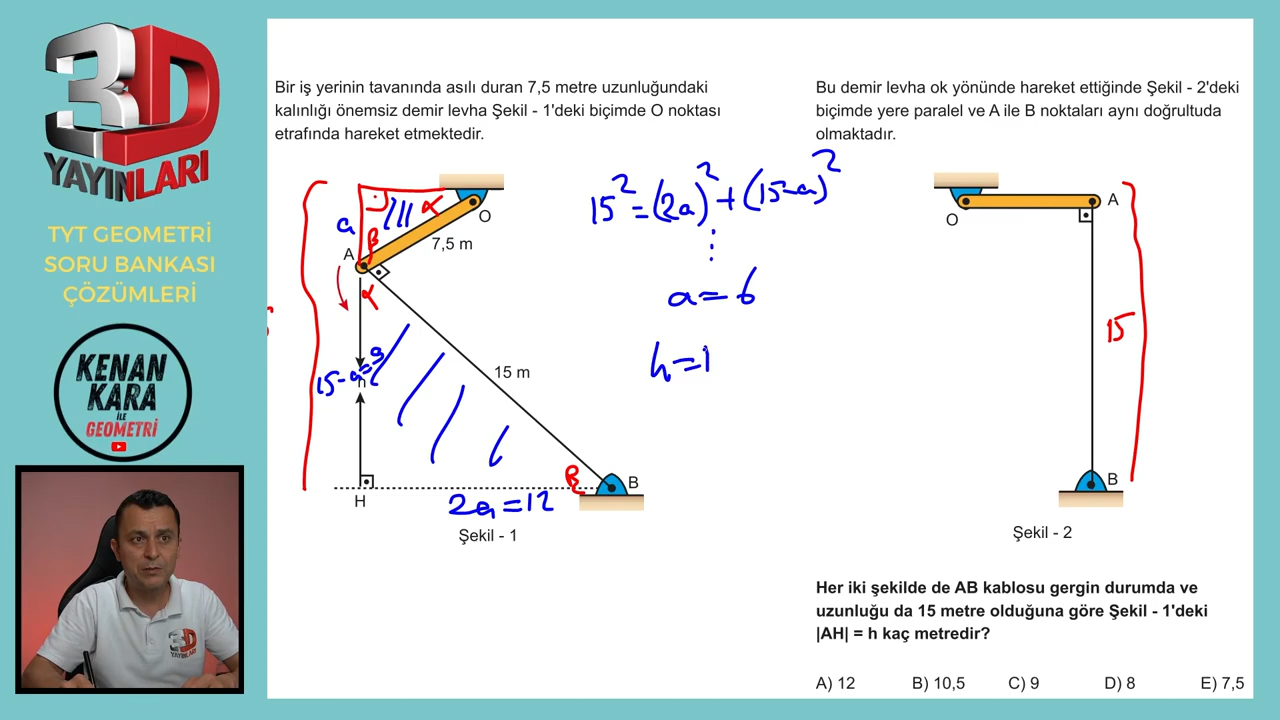 3D
YAYINLARI
TYT GEOMETRİ
SORU BANKASI
ÇÖZÜMLERİ
KENAN
KARA
İLE
GEOMETRİ
3D
YAYINLARI
Bir iş yerinin tavanında asılı duran 7,5 metre uzunluğundaki
kalınlığı önemsiz demir levha Şekil - 1'deki biçimde O noktası
etrafında hareket etmektedir.
a
α
β
O
7,5 m
A
α
15-a=9
h
15 m
H
2a=12
β
B
Şekil - 1
15²=(2a)²+(15-a)²
⋮
a=6
h=1
Bu demir levha ok yönünde hareket ettiğinde Şekil - 2'deki
biçimde yere paralel ve A ile B noktaları aynı doğrultuda
olmaktadır.
O
A
15
B
Şekil - 2
Her iki şekilde de AB kablosu gergin durumda ve
uzunluğu da 15 metre olduğuna göre Şekil - 1'deki
|AH| = h kaç metredir?
A) 12 B) 10,5 C) 9 D) 8 E) 7,5